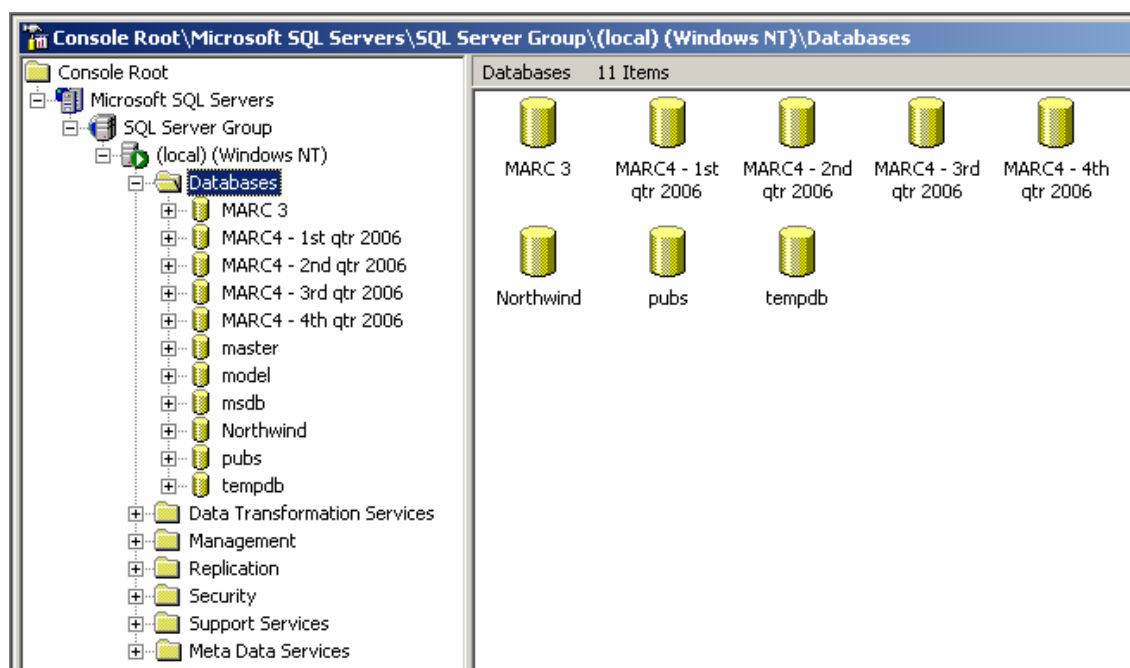 Console Root\Microsoft SQL Servers\SQL Server Group\(local) (Windows NT)\Databases
Console Root
Microsoft SQL Servers
SQL Server Group
(local) (Windows NT)
Databases
MARC 3
MARC4 - 1st qtr 2006
MARC4 - 2nd qtr 2006
MARC4 - 3rd qtr 2006
MARC4 - 4th qtr 2006
master
model
msdb
Northwind
pubs
tempdb
Data Transformation Services
Management
Replication
Security
Support Services
Meta Data Services
Databases 11 Items
MARC 3
MARC4 - 1st
qtr 2006
MARC4 - 2nd
qtr 2006
MARC4 - 3rd
qtr 2006
MARC4 - 4th
qtr 2006
Northwind
pubs
tempdb